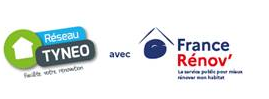 Réseau
TYNEO
Facilite votre rénovation
avec
France
Rénov'
Le service public pour mieux
rénover mon habitat